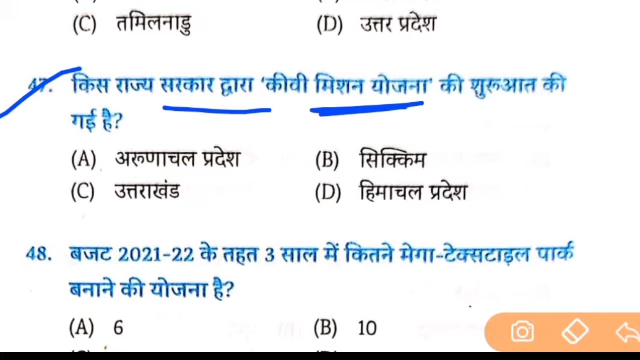 (C) तमिलनाडु (D) उत्तर प्रदेश
47. किस राज्य सरकार द्वारा 'कीवी मिशन योजना' की शुरूआत की
गई है?
(A) अरुणाचल प्रदेश (B) सिक्किम
(C) उत्तराखंड (D) हिमाचल प्रदेश
48. बजट 2021-22 के तहत 3 साल में कितने मेगा-टेक्सटाइल पार्क
बनाने की योजना है?
(A) 6 (B) 10